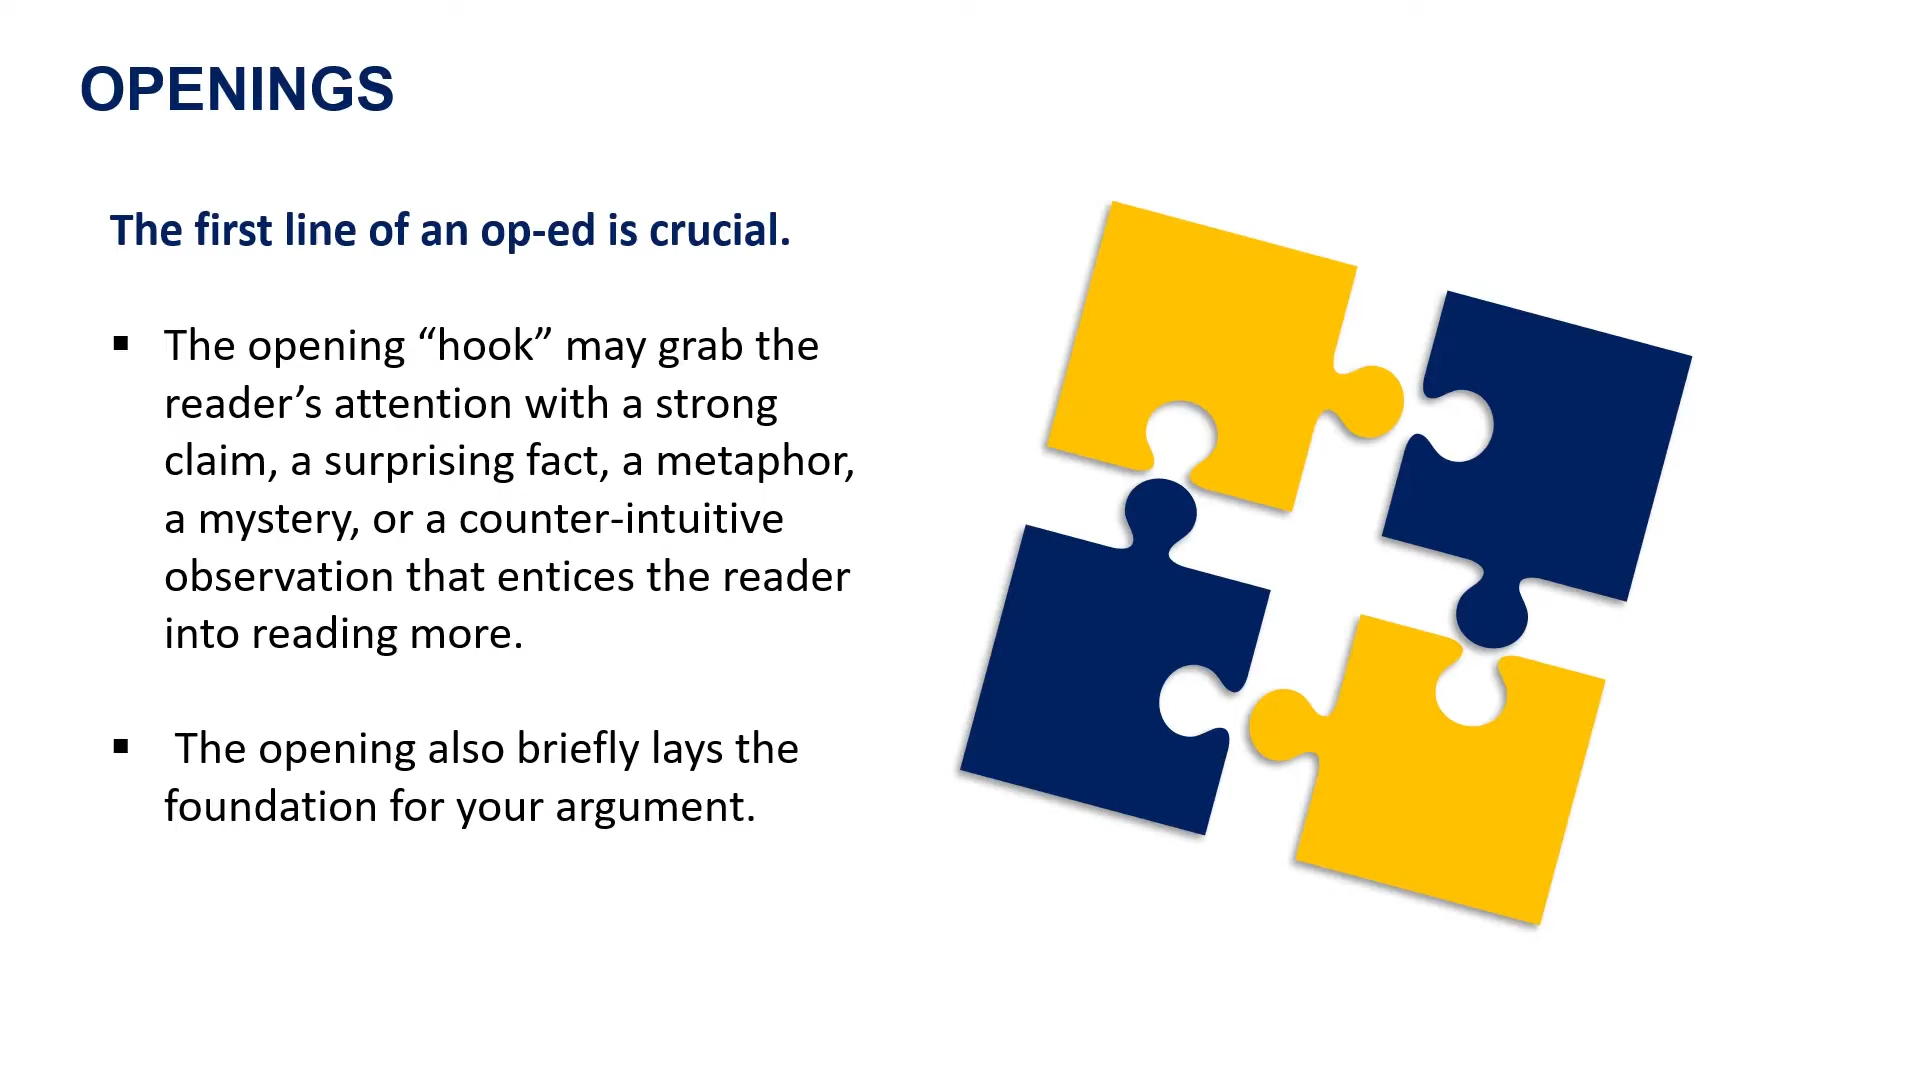 OPENINGS
The first line of an op-ed is crucial.
▪ The opening “hook” may grab the
reader’s attention with a strong
claim, a surprising fact, a metaphor,
a mystery, or a counter-intuitive
observation that entices the reader
into reading more.
▪ The opening also briefly lays the
foundation for your argument.